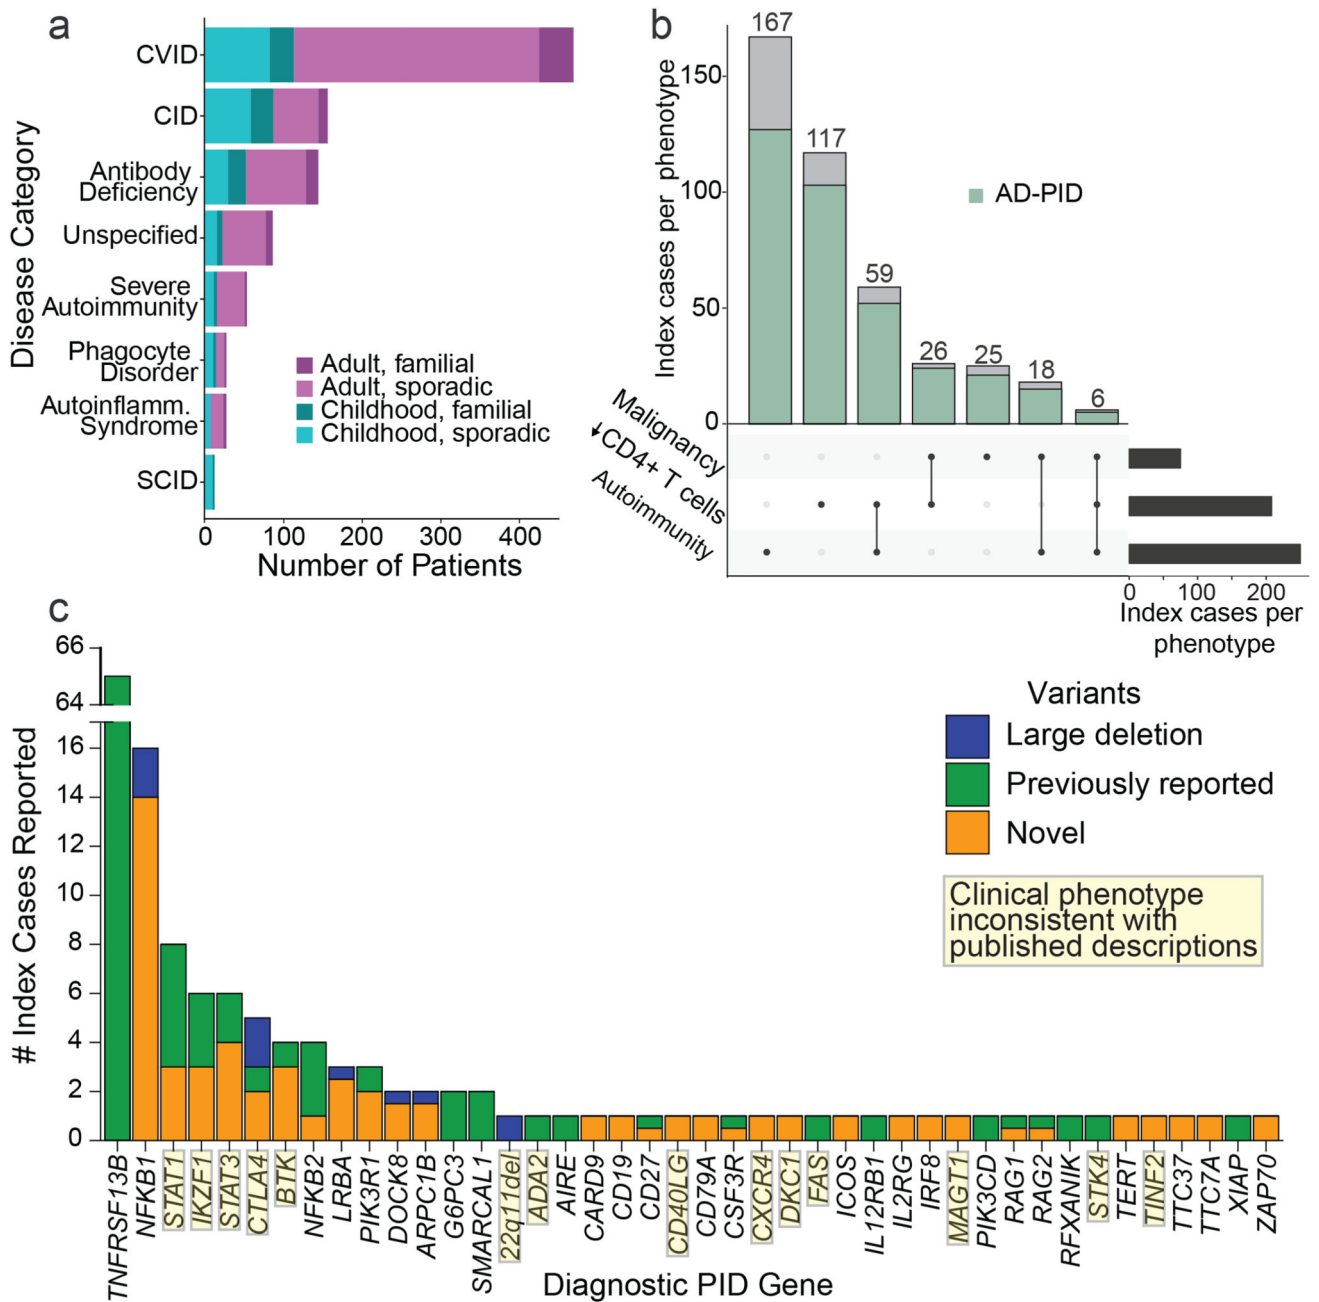 a
CVID
CID
Antibody
Deficiency
Unspecified
Severe
Autoimmunity
Phagocyte
Disorder
Autoinflamm.
Syndrome
SCID
Disease Category
Adult, familial
Adult, sporadic
Childhood, familial
Childhood, sporadic
0 100 200 300 400
Number of Patients
b
167
117
59
26
25
18
6
150
100
50
0
Index cases per phenotype
AD-PID
Malignancy
↓CD4+ T cells
Autoimmunity
0 100 200
Index cases per
phenotype
c
66
64
16
14
12
10
8
6
4
2
0
# Index Cases Reported
Variants
Large deletion
Previously reported
Novel
Clinical phenotype
inconsistent with
published descriptions
TNFRSF13B
NFKB1
STAT1
IKZF1
STAT3
CTLA4
BTK
NFKB2
LRBA
PIK3R1
DOCK8
ARPC1B
G6PC3
SMARCAL1
22q11del
ADA2
AIRE
CARD9
CD19
CD27
CD40LG
CD79A
CSF3R
CXCR4
DKC1
FAS
ICOS
IL12RB1
IL2RG
IRF8
MAGT1
PIK3CD
RAG1
RAG2
RFXANIK
STK4
TERT
TINF2
TTC37
TTC7A
XIAP
ZAP70
Diagnostic PID Gene